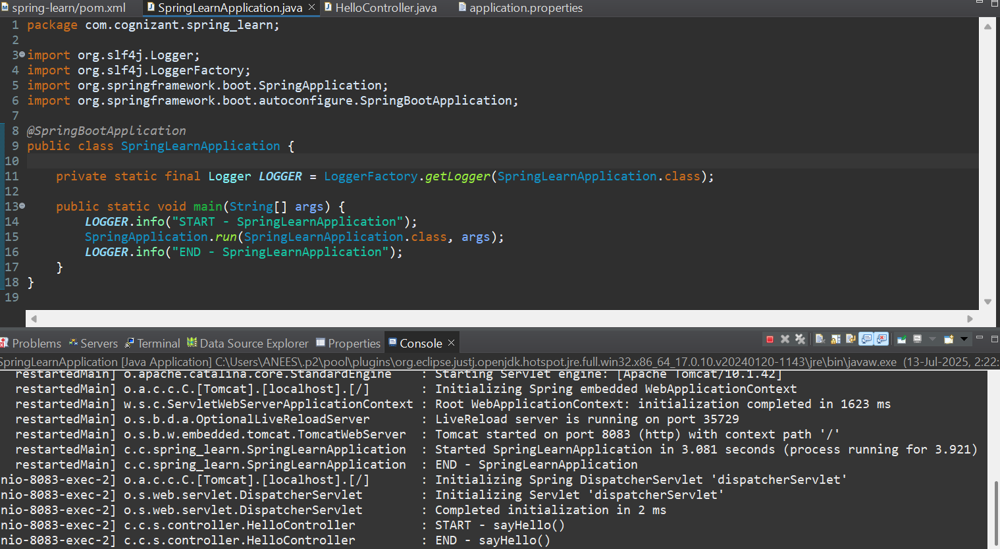 spring-learn/pom.xml SpringLearnApplication.java HelloController.java application.properties
1 package com.cognizant.spring_learn;
2
3 import org.slf4j.Logger;
4 import org.slf4j.LoggerFactory;
5 import org.springframework.boot.SpringApplication;
6 import org.springframework.boot.autoconfigure.SpringBootApplication;
7
8 @SpringBootApplication
9 public class SpringLearnApplication {
10
11 private static final Logger LOGGER = LoggerFactory.getLogger(SpringLearnApplication.class);
12
13 public static void main(String[] args) {
14 LOGGER.info("START - SpringLearnApplication");
15 SpringApplication.run(SpringLearnApplication.class, args);
16 LOGGER.info("END - SpringLearnApplication");
17 }
18 }
19
Problems Servers Terminal Data Source Explorer Properties Console
SpringLearnApplication [Java Application] C:\Users\ANEES\.p2\pool\plugins\org.eclipse.justj.openjdk.hotspot.jre.full.win32.x86_64_17.0.10.v20240120-1143\jre\bin\javaw.exe (13-Jul-2025, 2:22:
restartedMain] o.apache.catalina.core.StandardEngine : Starting Servlet engine: [Apache Tomcat/10.1.42]
restartedMain] o.a.c.c.C.[Tomcat].[localhost].[/] : Initializing Spring embedded WebApplicationContext
restartedMain] w.s.c.ServletWebServerApplicationContext : Root WebApplicationContext: initialization completed in 1623 ms
restartedMain] o.s.b.d.a.OptionalLiveReloadServer : LiveReload server is running on port 35729
restartedMain] o.s.b.w.embedded.tomcat.TomcatWebServer : Tomcat started on port 8083 (http) with context path '/'
restartedMain] c.c.spring_learn.SpringLearnApplication : Started SpringLearnApplication in 3.081 seconds (process running for 3.921)
restartedMain] c.c.spring_learn.SpringLearnApplication : END - SpringLearnApplication
nio-8083-exec-2] o.a.c.c.C.[Tomcat].[localhost].[/] : Initializing Spring DispatcherServlet 'dispatcherServlet'
nio-8083-exec-2] o.s.web.servlet.DispatcherServlet : Initializing Servlet 'dispatcherServlet'
nio-8083-exec-2] o.s.web.servlet.DispatcherServlet : Completed initialization in 2 ms
nio-8083-exec-2] c.c.s.controller.HelloController : START - sayHello()
nio-8083-exec-2] c.c.s.controller.HelloController : END - sayHello()